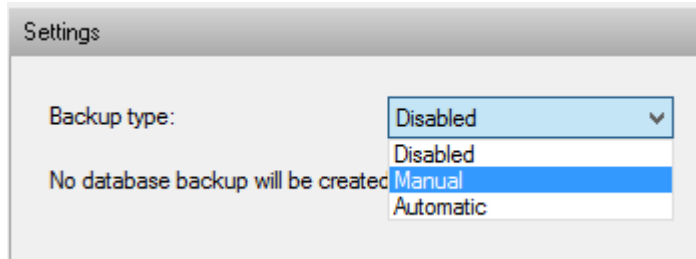 Settings
Backup type:
Disabled
Disabled
No database backup will be created
Manual
Automatic